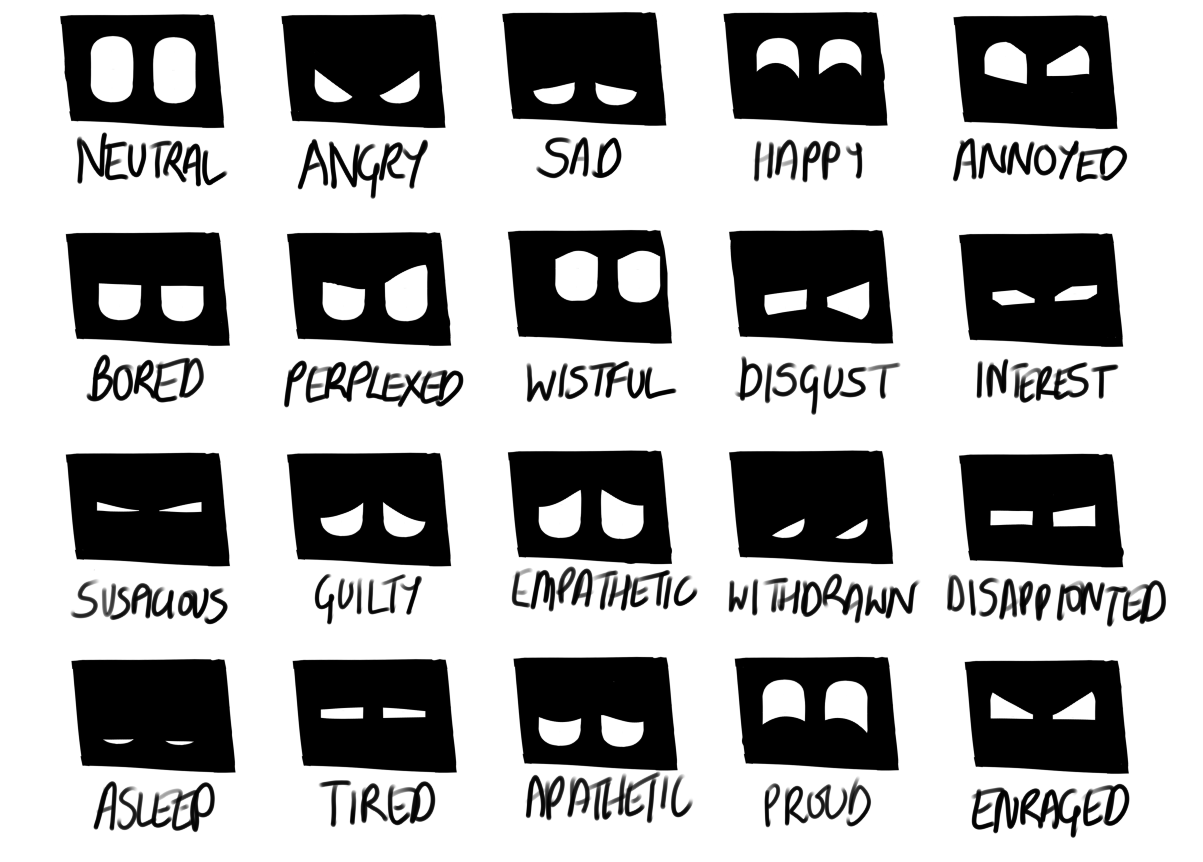 NEUTRAL ANGRY SAD HAPPY ANNOYED
BORED PERPLEXED WISTFUL DISGUST INTEREST
SUSPICIOUS GUILTY EMPATHETIC WITHDRAWN DISAPPIONTED
ASLEEP TIRED APATHETIC PROUD ENRAGED